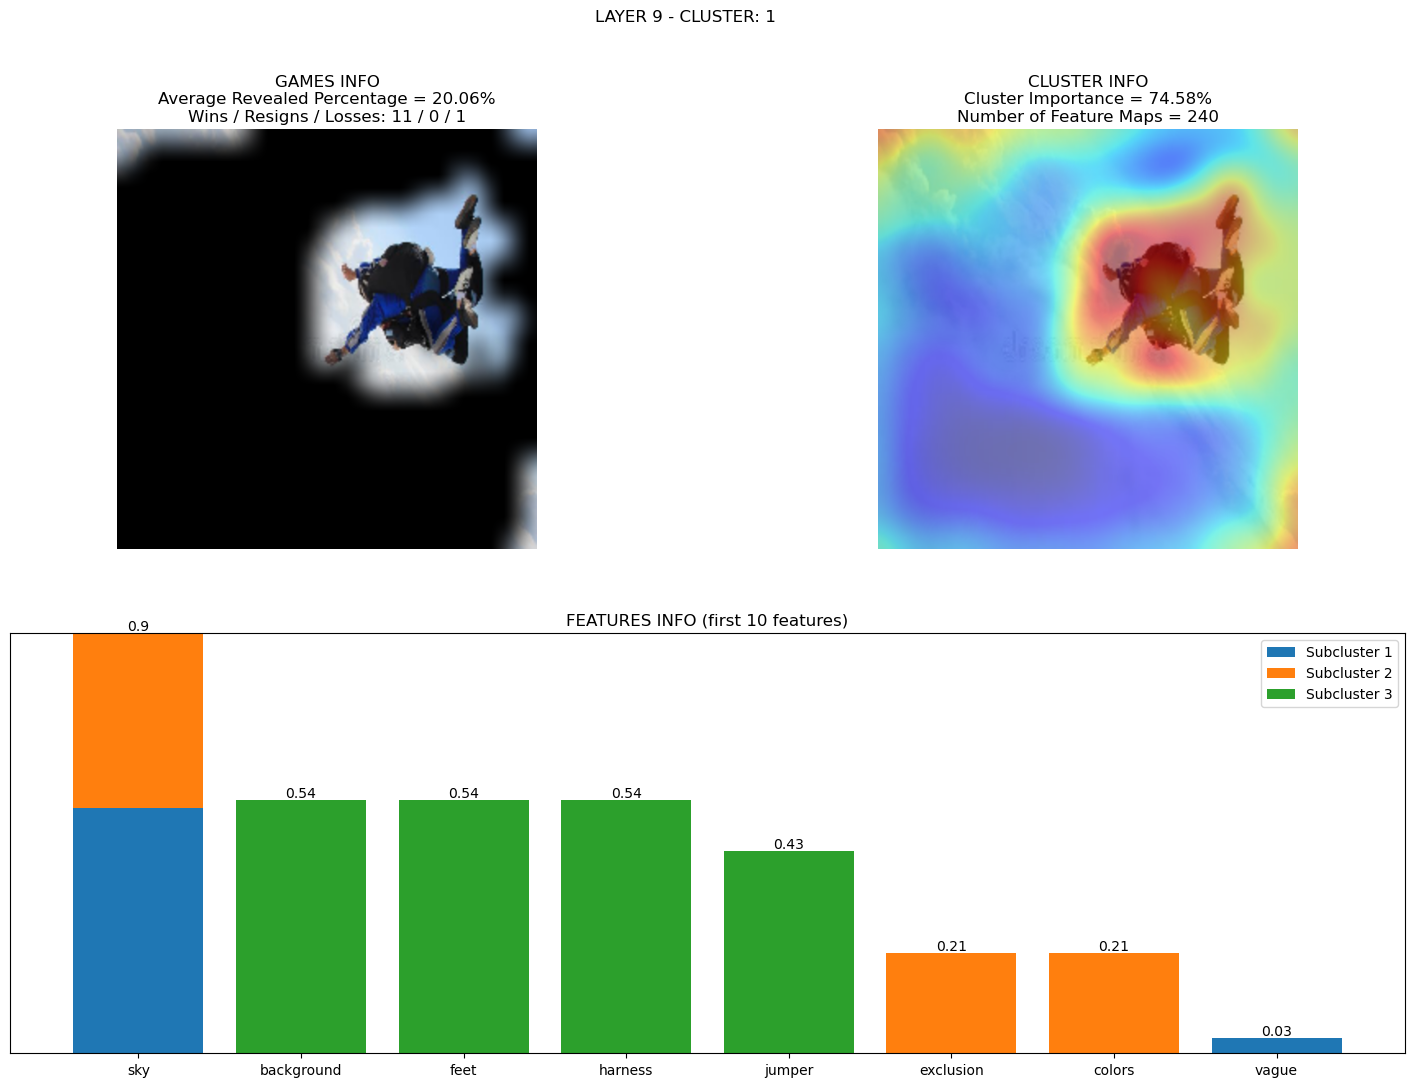 LAYER 9 - CLUSTER: 1
GAMES INFO
Average Revealed Percentage = 20.06%
Wins / Resigns / Losses: 11 / 0 / 1
CLUSTER INFO
Cluster Importance = 74.58%
Number of Feature Maps = 240
FEATURES INFO (first 10 features)
0.9
0.54
0.54
0.54
0.43
0.21
0.21
0.03
Subcluster 1
Subcluster 2
Subcluster 3
sky
background
feet
harness
jumper
exclusion
colors
vague